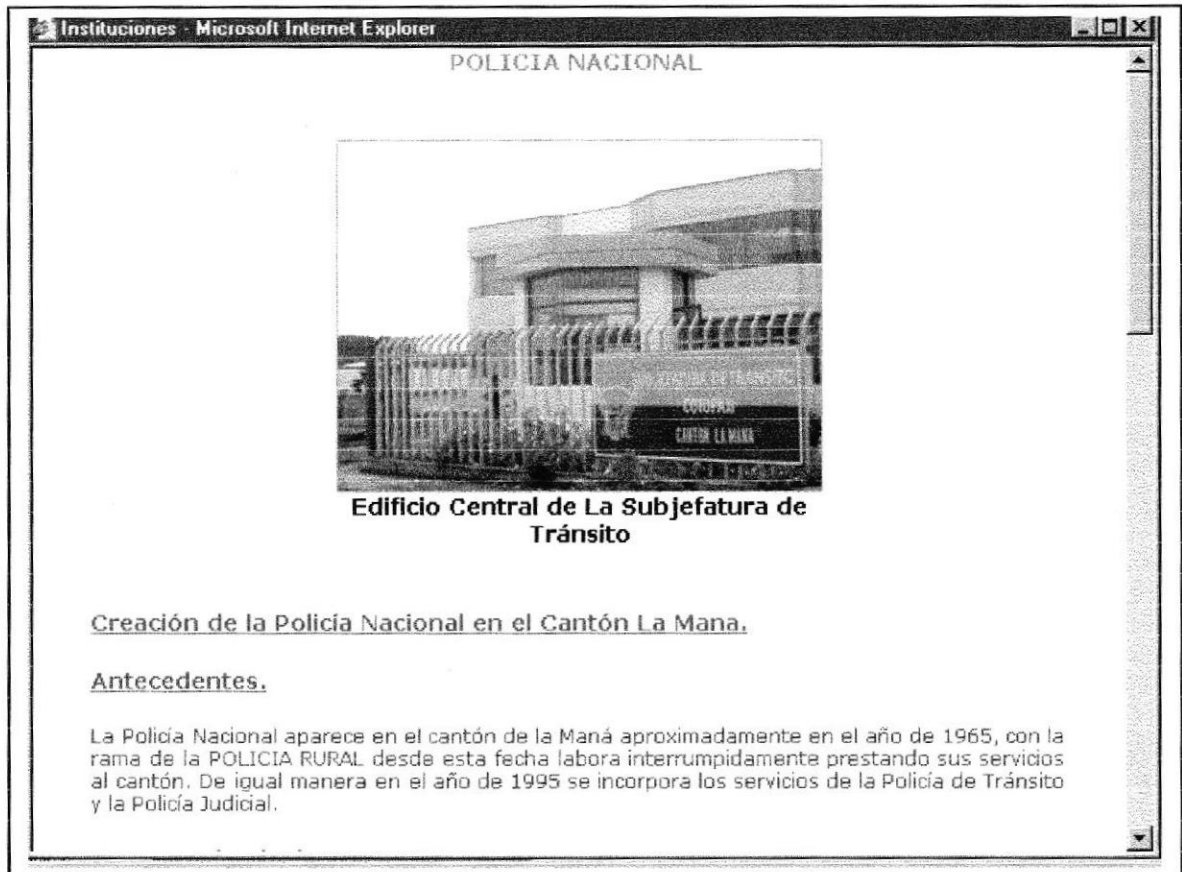 Instituciones - Microsoft Internet Explorer
POLICIA NACIONAL
COTOPAXI
CANTON LA MANA
Edificio Central de La Subjefatura de
Tránsito
Creación de la Policía Nacional en el Cantón La Mana.
Antecedentes.
La Policía Nacional aparece en el cantón de la Maná aproximadamente en el año de 1965, con la
rama de la POLICIA RURAL desde esta fecha labora interrumpidamente prestando sus servicios
al cantón. De igual manera en el año de 1995 se incorpora los servicios de la Policía de Tránsito
y la Policía Judicial.